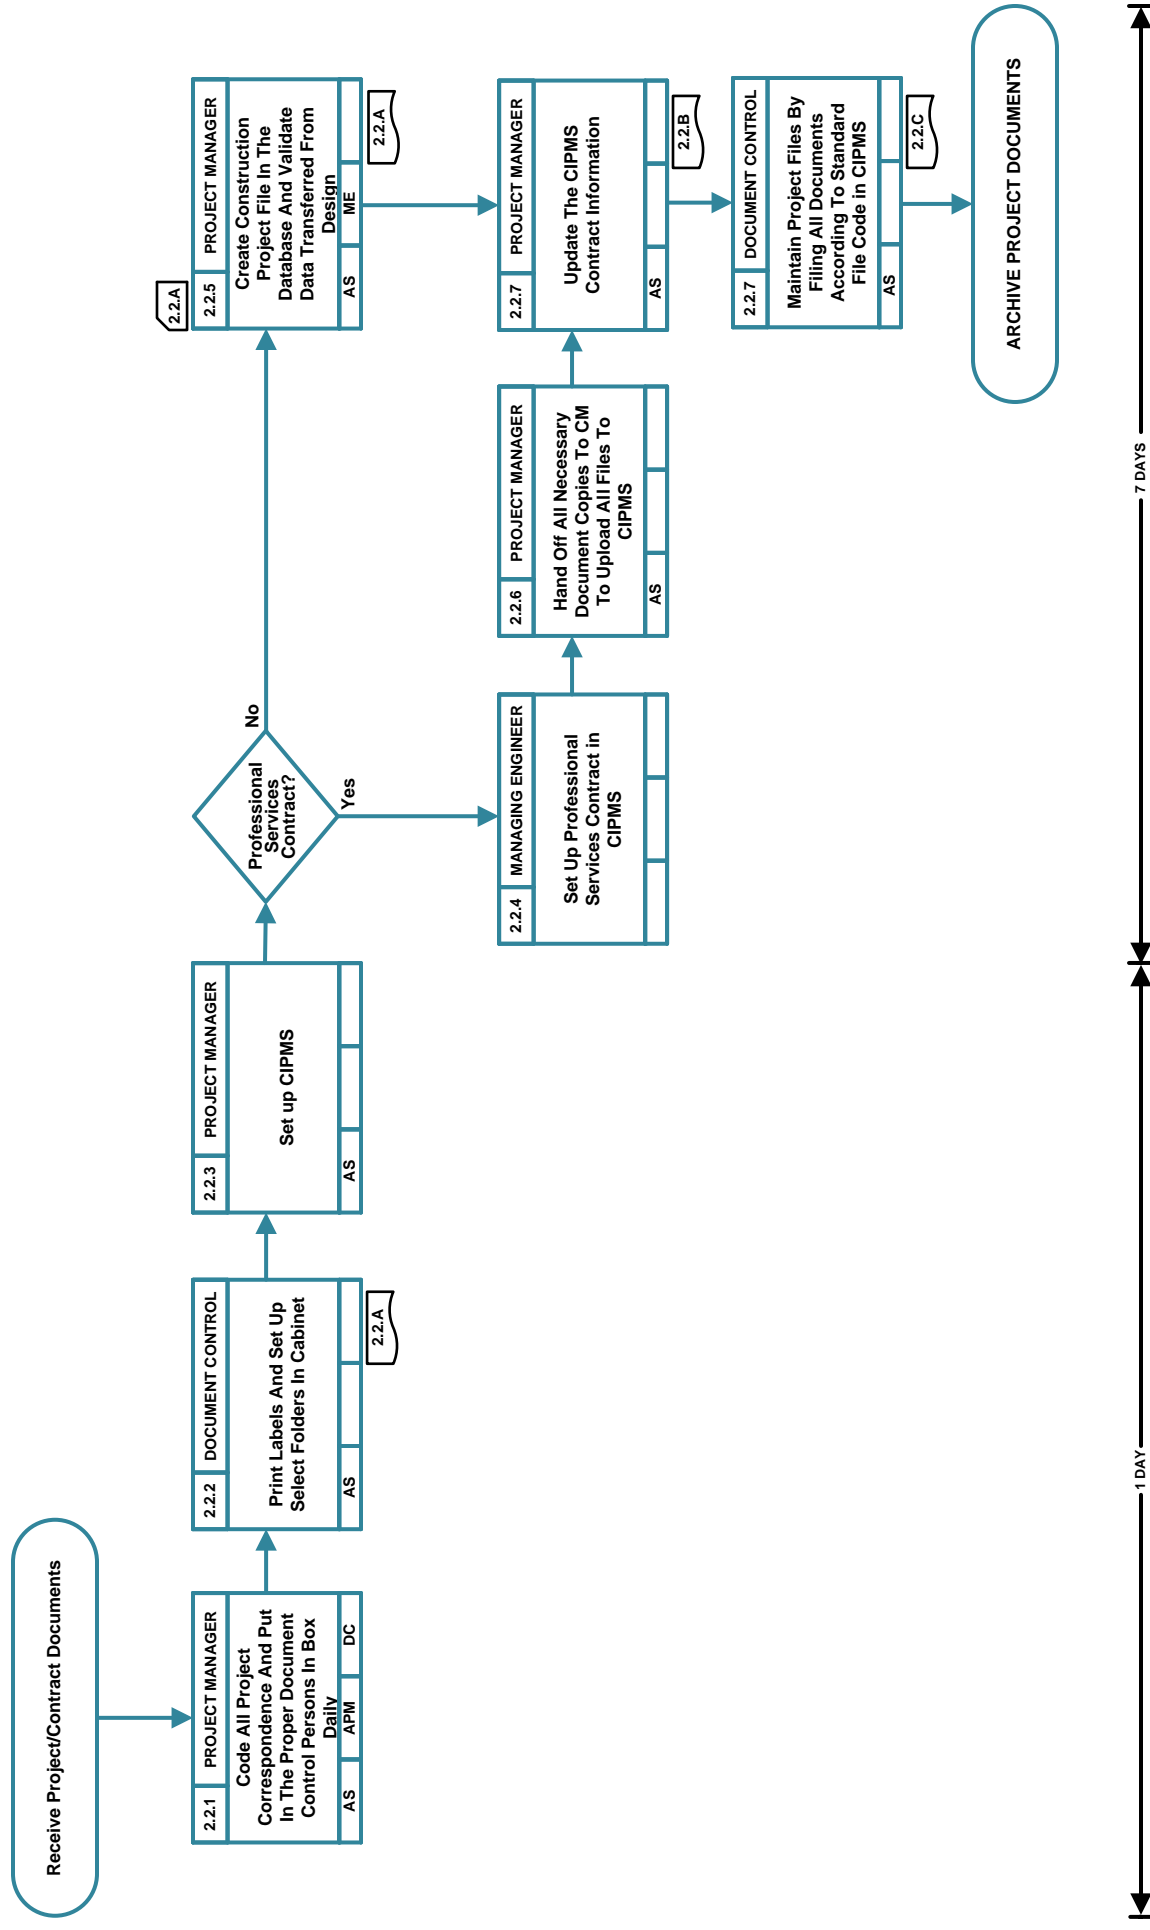 Receive Project/Contract Documents
2.2.1
PROJECT MANAGER
Code All Project
Correspondence And Put
In The Proper Document
Control Persons In Box
Daily
AS
APM
DC
2.2.2
DOCUMENT CONTROL
Print Labels And Set Up
Select Folders In Cabinet
AS
2.2.A
2.2.3
PROJECT MANAGER
Set up CIPMS
AS
Professional
Services
Contract?
No
Yes
2.2.A
2.2.5
PROJECT MANAGER
Create Construction
Project File In The
Database And Validate
Data Transferred From
Design
AS
ME
2.2.A
2.2.4
MANAGING ENGINEER
Set Up Professional
Services Contract in
CIPMS
2.2.6
PROJECT MANAGER
Hand Off All Necessary
Document Copies To CM
To Upload All Files To
CIPMS
AS
2.2.7
PROJECT MANAGER
Update The CIPMS
Contract Information
AS
2.2.B
2.2.7
DOCUMENT CONTROL
Maintain Project Files By
Filing All Documents
According To Standard
File Code in CIPMS
AS
2.2.C
ARCHIVE PROJECT DOCUMENTS
1 DAY
7 DAYS